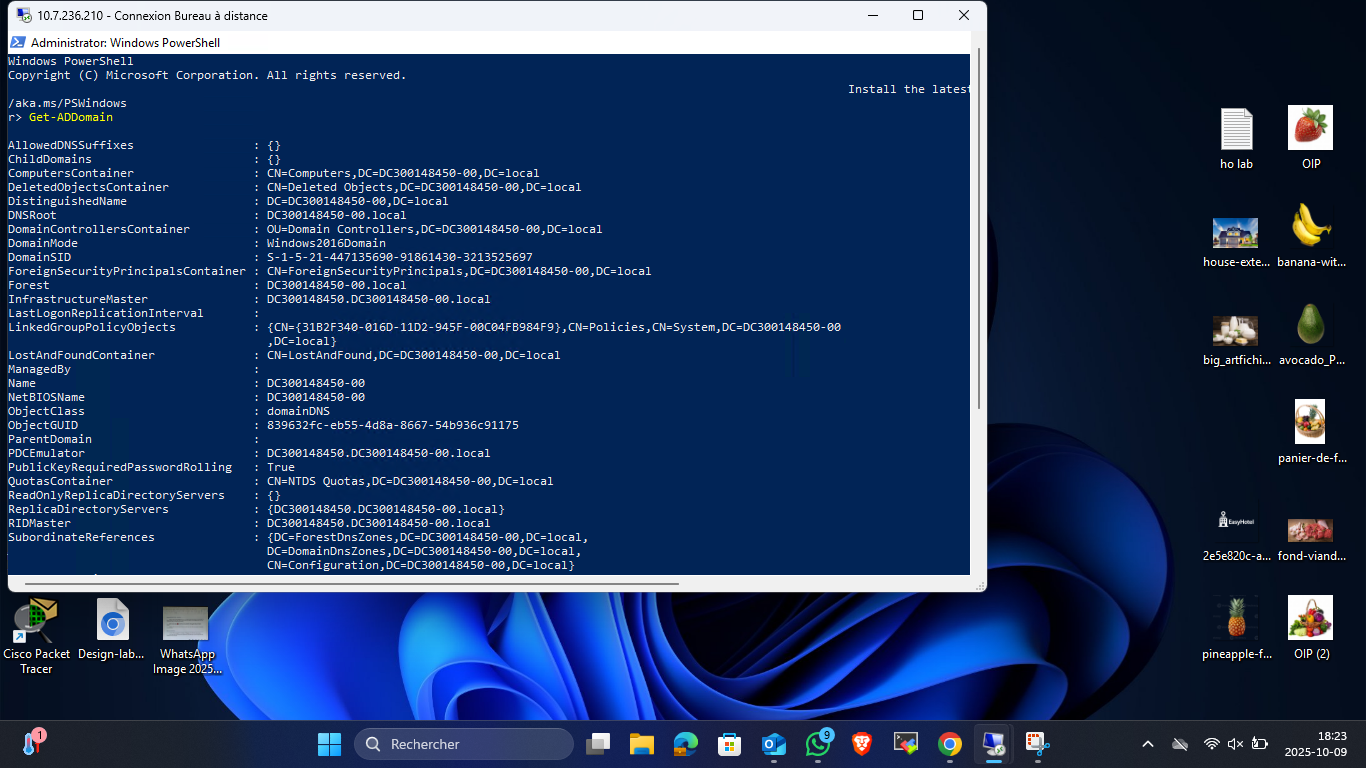 10.7.236.210 - Connexion Bureau à distance
Administrator: Windows PowerShell
Windows PowerShell
Copyright (C) Microsoft Corporation. All rights reserved.
Install the latest
/aka.ms/PSWindows
r> Get-ADDomain
AllowedDNSSuffixes : {}
ChildDomains : {}
ComputersContainer : CN=Computers,DC=DC300148450-00,DC=local
DeletedObjectsContainer : CN=Deleted Objects,DC=DC300148450-00,DC=local
DistinguishedName : DC=DC300148450-00,DC=local
DNSRoot : DC300148450-00.local
DomainControllersContainer : OU=Domain Controllers,DC=DC300148450-00,DC=local
DomainMode : Windows2016Domain
DomainSID : S-1-5-21-447135690-91861430-3213525697
ForeignSecurityPrincipalsContainer : CN=ForeignSecurityPrincipals,DC=DC300148450-00,DC=local
Forest : DC300148450-00.local
InfrastructureMaster : DC300148450.DC300148450-00.local
LastLogonReplicationInterval :
LinkedGroupPolicyObjects : {CN={31B2F340-016D-11D2-945F-00C04FB984F9},CN=Policies,CN=System,DC=DC300148450-00
,DC=local}
LostAndFoundContainer : CN=LostAndFound,DC=DC300148450-00,DC=local
ManagedBy :
Name : DC300148450-00
NetBIOSName : DC300148450-00
ObjectClass : domainDNS
ObjectGUID : 839632fc-eb55-4d8a-8667-54b936c91175
ParentDomain :
PDCEmulator : DC300148450.DC300148450-00.local
PublicKeyRequiredPasswordRolling : True
QuotasContainer : CN=NTDS Quotas,DC=DC300148450-00,DC=local
ReadOnlyReplicaDirectoryServers : {}
ReplicaDirectoryServers : {DC300148450.DC300148450-00.local}
RIDMaster : DC300148450.DC300148450-00.local
SubordinateReferences : {DC=ForestDnsZones,DC=DC300148450-00,DC=local,
DC=DomainDnsZones,DC=DC300148450-00,DC=local,
CN=Configuration,DC=DC300148450-00,DC=local}
ho lab
OIP
house-exte...
banana-wit...
big_artfichi...
avocado_P...
panier-de-f...
EasyHotel
2e5e820c-a...
fond-viand...
pineapple-f...
OIP (2)
Cisco Packet
Tracer
Design-lab...
WhatsApp
Image 2025...
1
Rechercher
9
18:23
2025-10-09